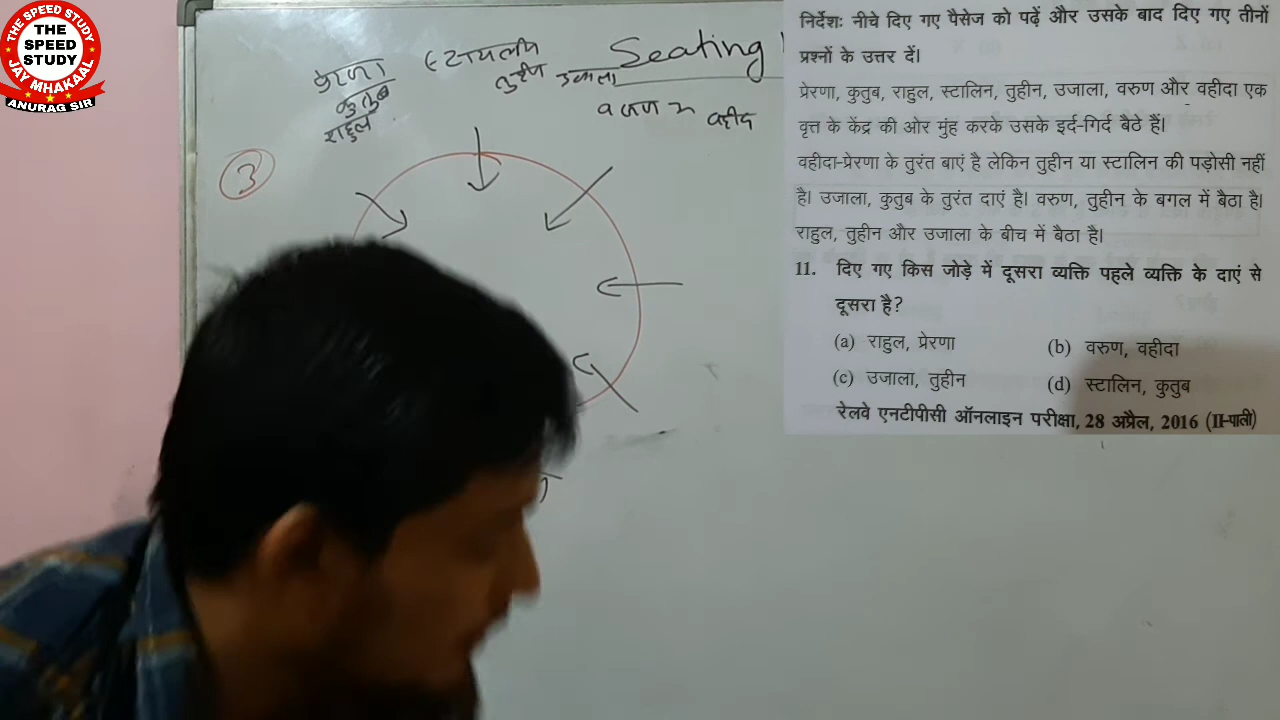 THE SPEED STUDY
THE
SPEED
STUDY
JAY MHAKAAL
ANURAG SIR
Seating
प्रेरणा
कुतुब
राहुल
स्टायलीन
तुहीन
उजाला
वहीद
3
निर्देशः नीचे दिए गए पैसेज को पढ़ें और उसके बाद दिए गए तीनों
प्रश्नों के उत्तर दें।
प्रेरणा, कुतुब, राहुल, स्टालिन, तुहीन, उजाला, वरुण और वहीदा एक
वृत्त के केंद्र की ओर मुंह करके उसके इर्द-गिर्द बैठे हैं।
वहीदा-प्रेरणा के तुरंत बाएं है लेकिन तुहीन या स्टालिन की पड़ोसी नहीं
है। उजाला, कुतुब के तुरंत दाएं है। वरुण, तुहीन के बगल में बैठा है।
राहुल, तुहीन और उजाला के बीच में बैठा है।
11. दिए गए किस जोड़े में दूसरा व्यक्ति पहले व्यक्ति के दाएं से
दूसरा है?
(a) राहुल, प्रेरणा (b) वरुण, वहीदा
(c) उजाला, तुहीन (d) स्टालिन, कुतुब
रेलवे एनटीपीसी ऑनलाइन परीक्षा, 28 अप्रैल, 2016 (II-पाली)